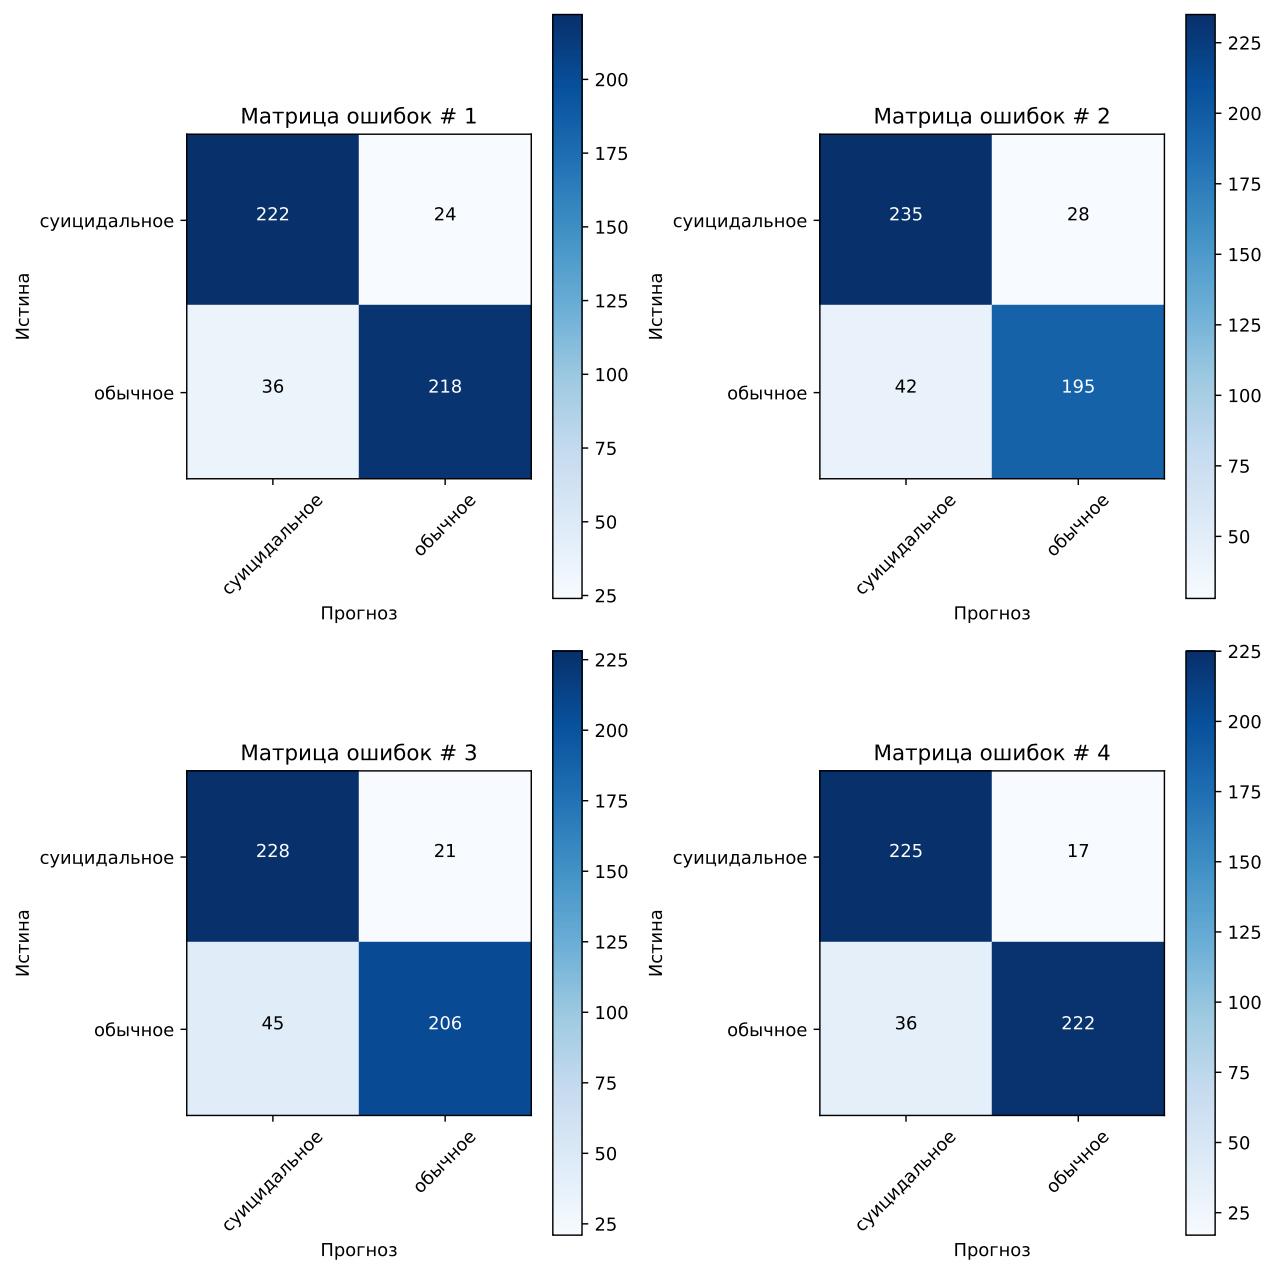 Матрица ошибок # 1
суицидальное
обычное
222
24
36
218
Истина
суицидальное
обычное
Прогноз
200
175
150
125
100
75
50
25
Матрица ошибок # 2
суицидальное
обычное
235
28
42
195
Истина
суицидальное
обычное
Прогноз
225
200
175
150
125
100
75
50
Матрица ошибок # 3
суицидальное
обычное
228
21
45
206
Истина
суицидальное
обычное
Прогноз
225
200
175
150
125
100
75
50
25
Матрица ошибок # 4
суицидальное
обычное
225
17
36
222
Истина
суицидальное
обычное
Прогноз
225
200
175
150
125
100
75
50
25